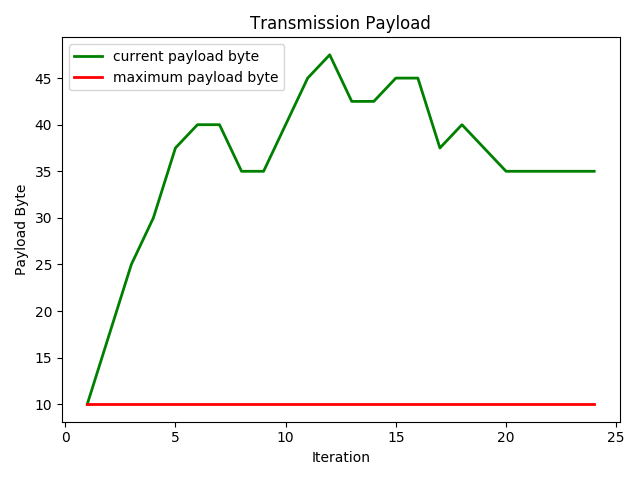 Transmission Payload
current payload byte
maximum payload byte
Payload Byte
45
40
35
30
25
20
15
10
0 5 10 15 20 25
Iteration